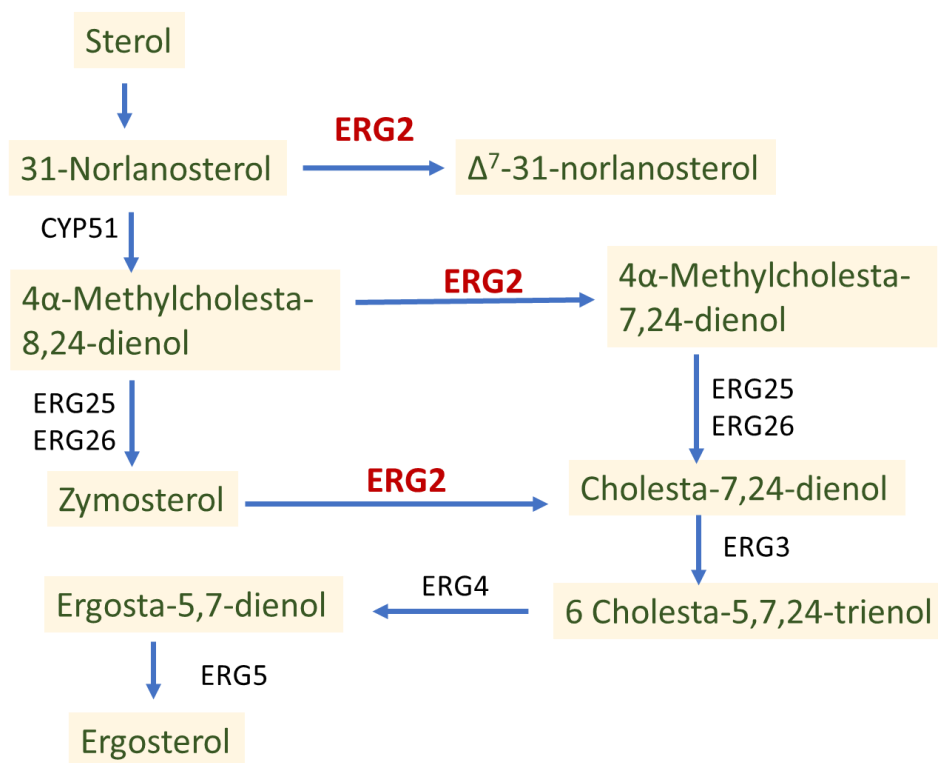 Sterol
ERG2
31-Norlanosterol
Δ⁷-31-norlanosterol
CYP51
4α-Methylcholesta-
8,24-dienol
ERG2
4α-Methylcholesta-
7,24-dienol
ERG25
ERG26
ERG25
ERG26
Zymosterol
ERG2
Cholesta-7,24-dienol
ERG3
Ergosta-5,7-dienol
ERG4
6 Cholesta-5,7,24-trienol
ERG5
Ergosterol